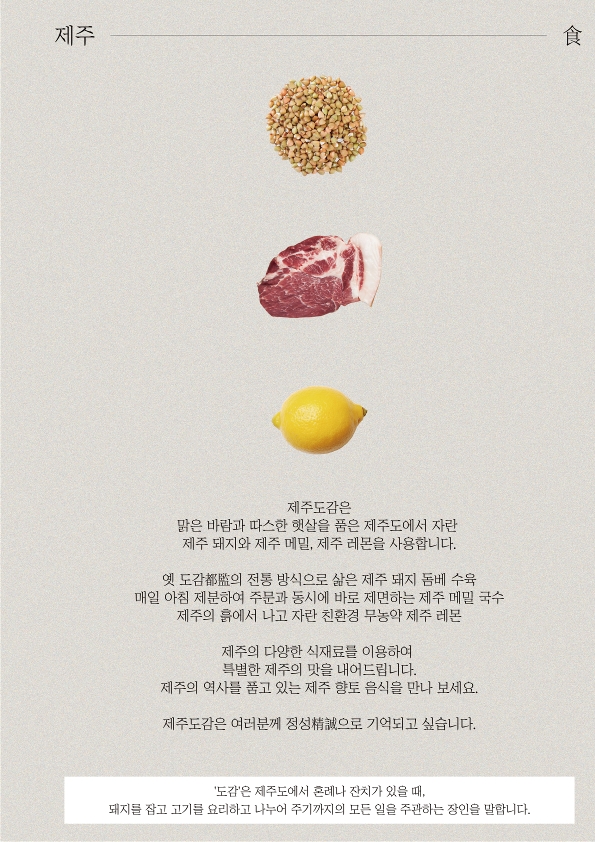 제주 食
제주도감은
맑은 바람과 따스한 햇살을 품은 제주도에서 자란
제주 돼지와 제주 메밀, 제주 레몬을 사용합니다.
옛 도감都監의 전통 방식으로 삶은 제주 돼지 돔베 수육
매일 아침 제분하여 주문과 동시에 바로 제면하는 제주 메밀 국수
제주의 흙에서 나고 자란 친환경 무농약 제주 레몬
제주의 다양한 식재료를 이용하여
특별한 제주의 맛을 내어드립니다.
제주의 역사를 품고 있는 제주 향토 음식을 만나 보세요.
제주도감은 여러분께 정성精誠으로 기억되고 싶습니다.
'도감'은 제주도에서 혼례나 잔치가 있을 때,
돼지를 잡고 고기를 요리하고 나누어 주기까지의 모든 일을 주관하는 장인을 말합니다.